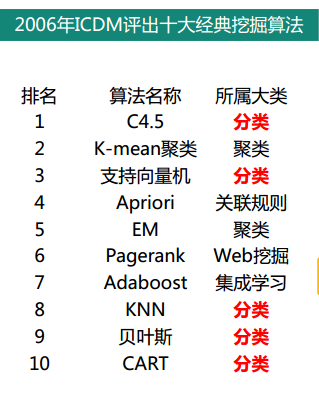 2006年ICDM评出十大经典挖掘算法
排名 算法名称 所属大类
1 C4.5 分类
2 K-mean聚类 聚类
3 支持向量机 分类
4 Apriori 关联规则
5 EM 聚类
6 Pagerank Web挖掘
7 Adaboost 集成学习
8 KNN 分类
9 贝叶斯 分类
10 CART 分类